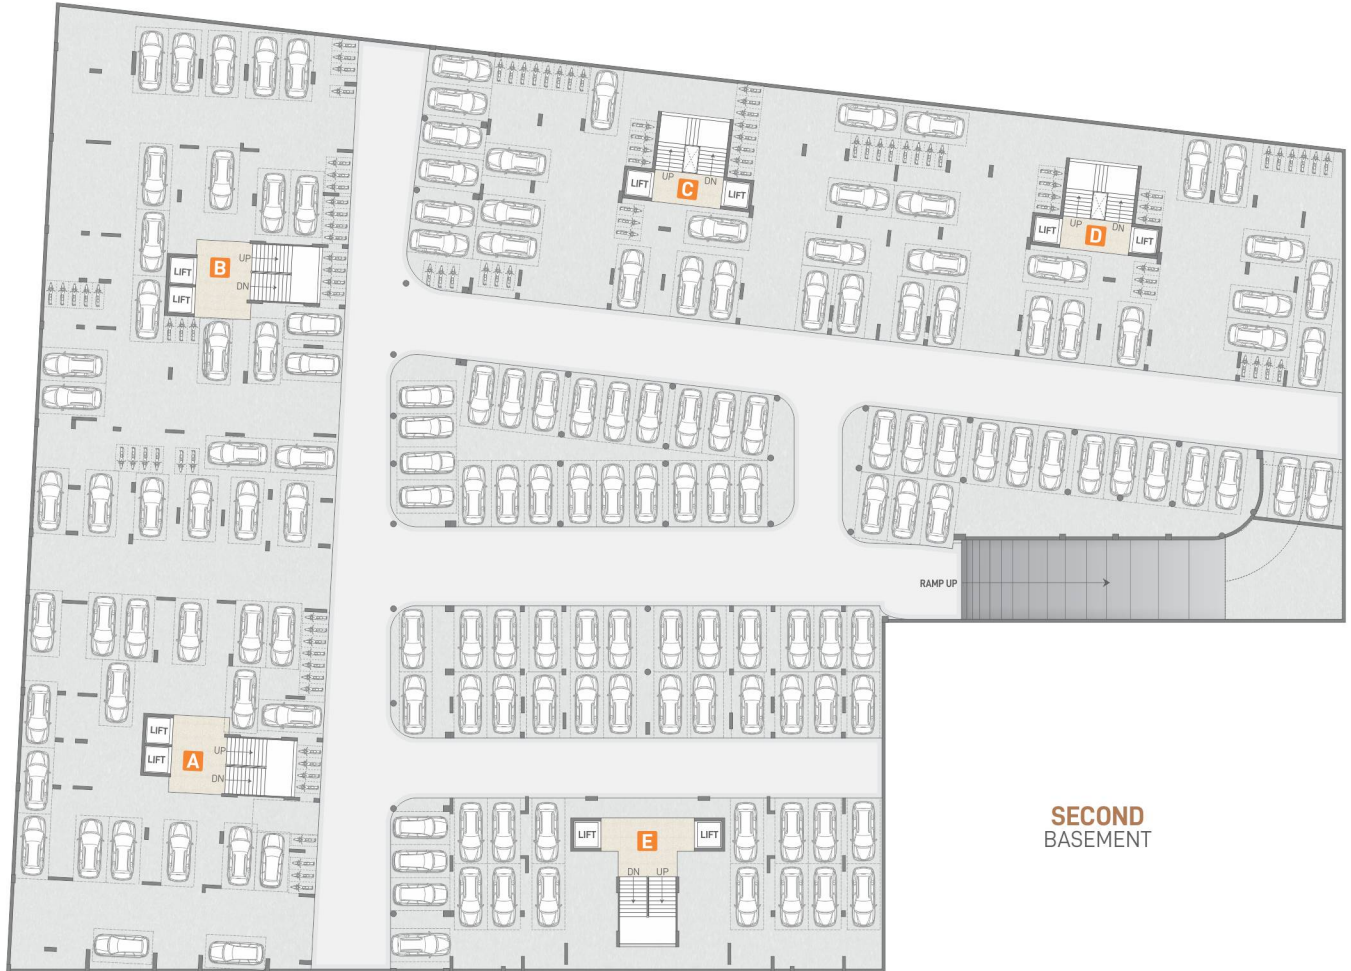 UP
DN
LIFT
C
LIFT
UP
DN
LIFT
D
LIFT
LIFT
LIFT
B
UP
DN
RAMP UP
LIFT
LIFT
A
UP
DN
LIFT
E
LIFT
DN
UP
SECOND
BASEMENT